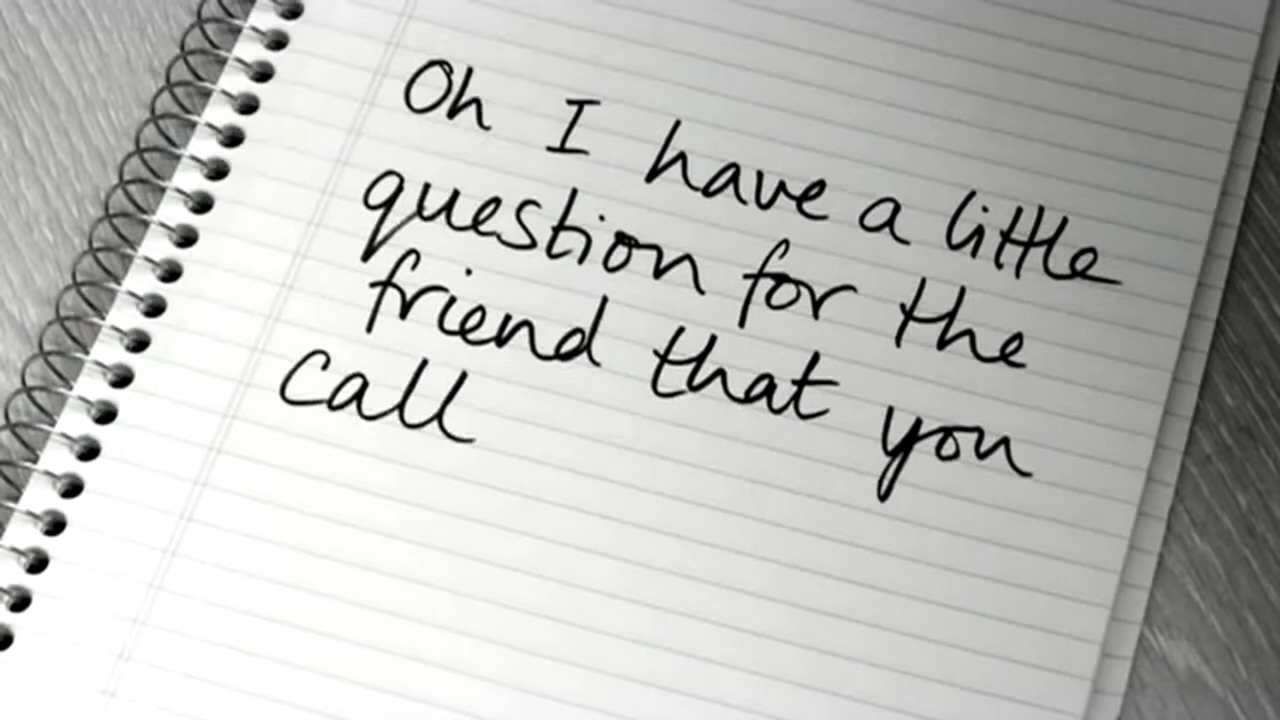 Oh I have a little
question for the
friend that you
call